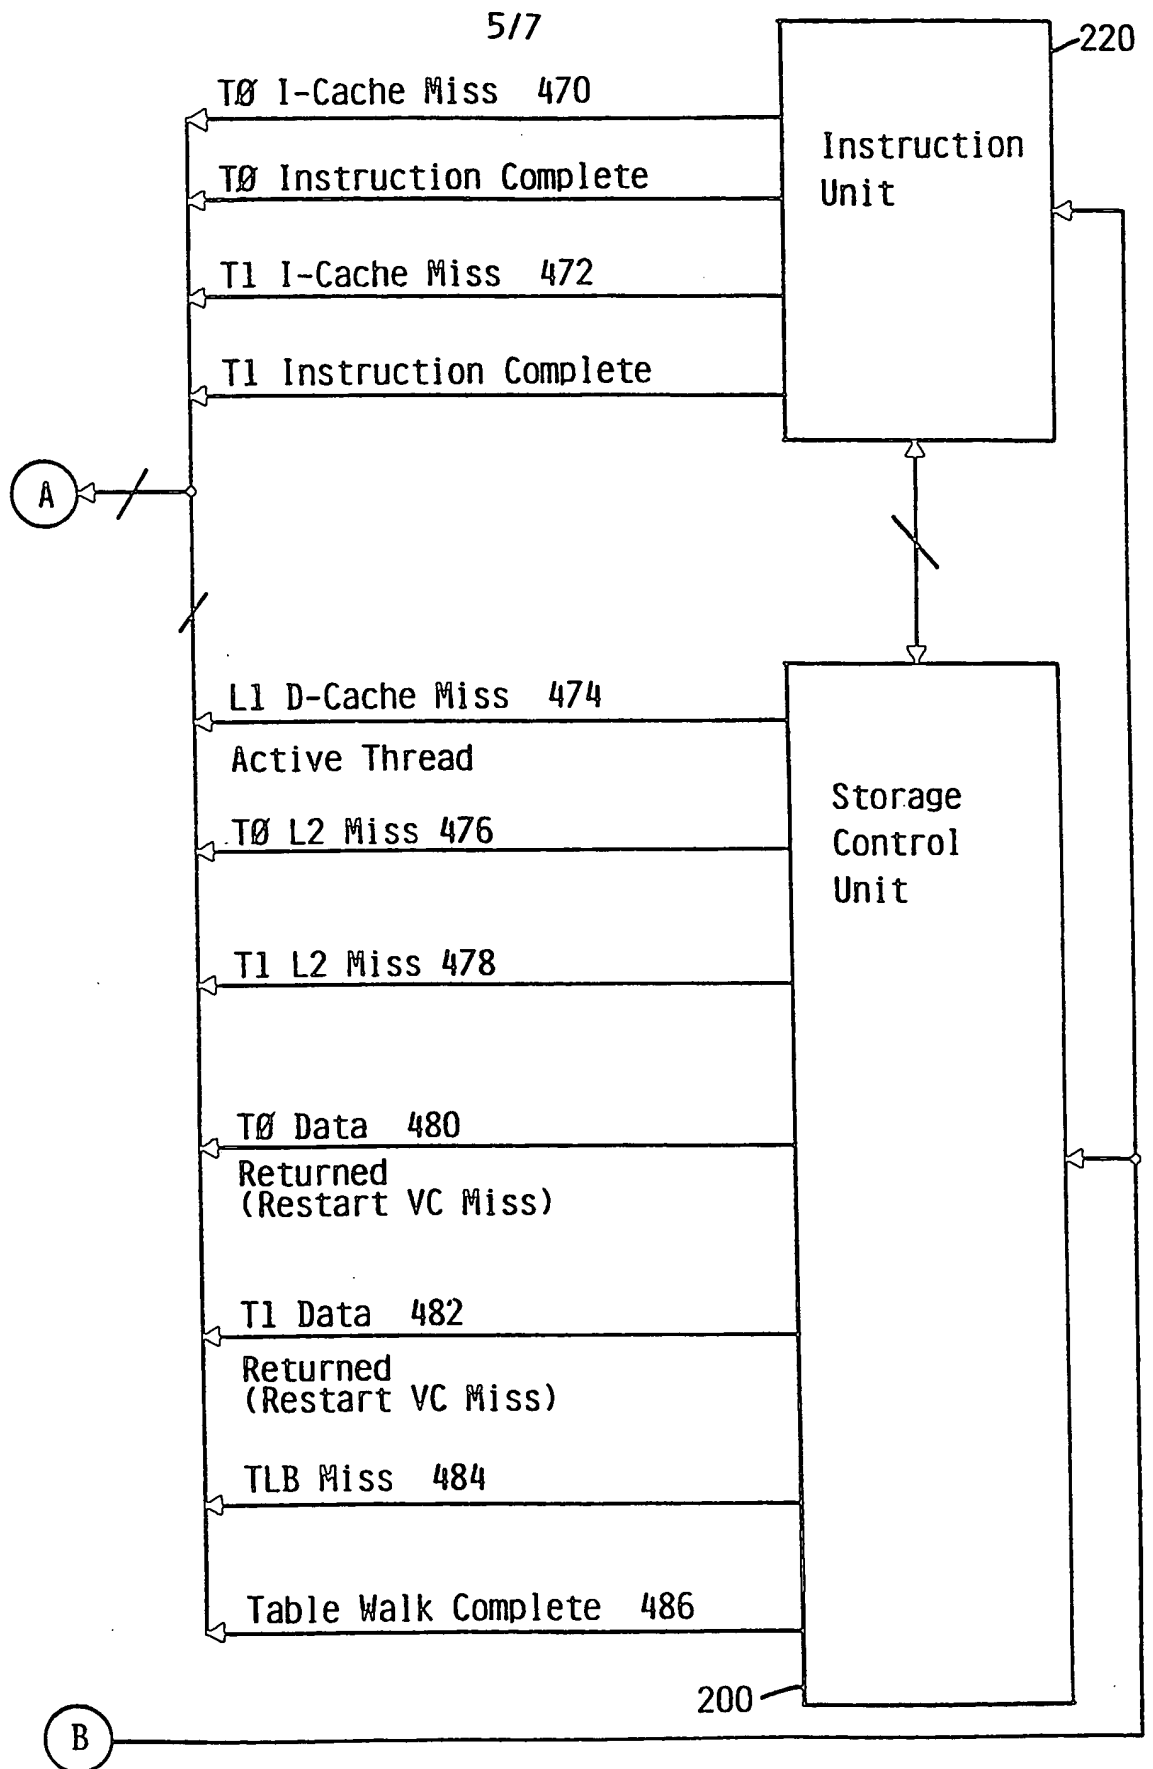 5/7
220
TØ I-Cache Miss 470
Instruction
Unit
TØ Instruction Complete
T1 I-Cache Miss 472
T1 Instruction Complete
A
L1 D-Cache Miss 474
Active Thread
Storage
Control
Unit
TØ L2 Miss 476
T1 L2 Miss 478
TØ Data 480
Returned
(Restart VC Miss)
T1 Data 482
Returned
(Restart VC Miss)
TLB Miss 484
Table Walk Complete 486
200
B